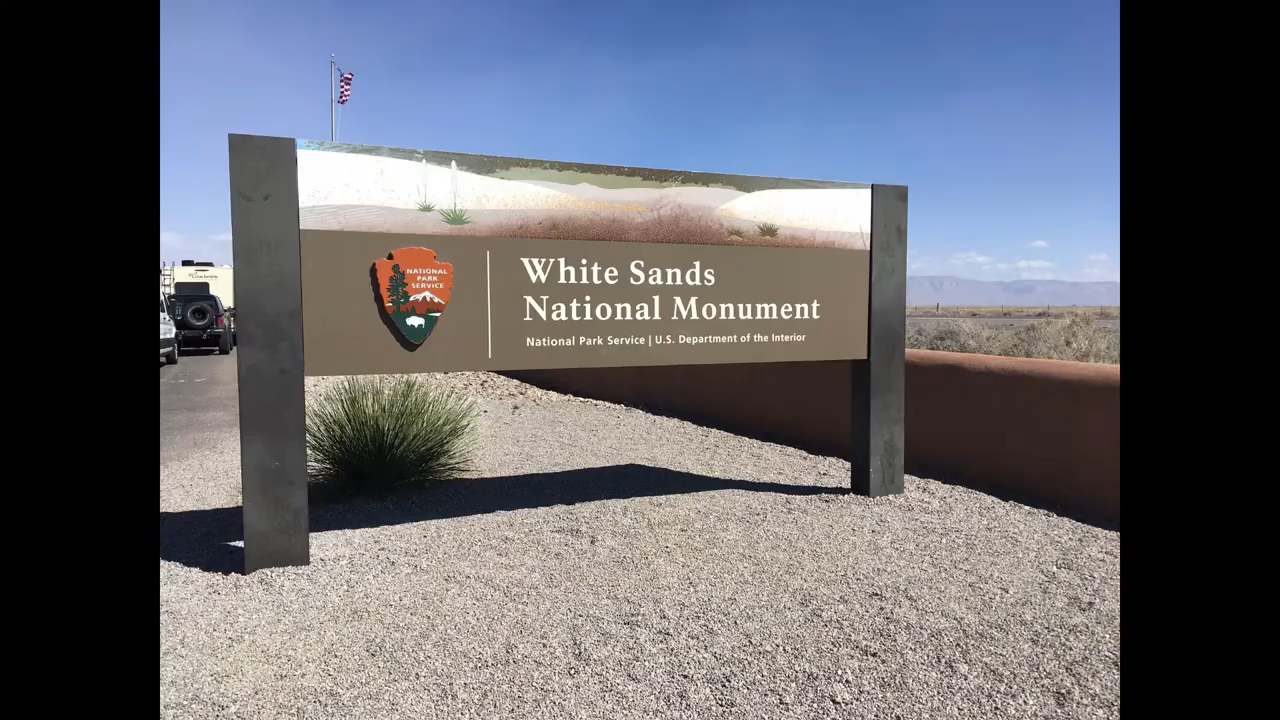 NATIONAL
PARK
SERVICE
White Sands
National Monument
National Park Service | U.S. Department of the Interior